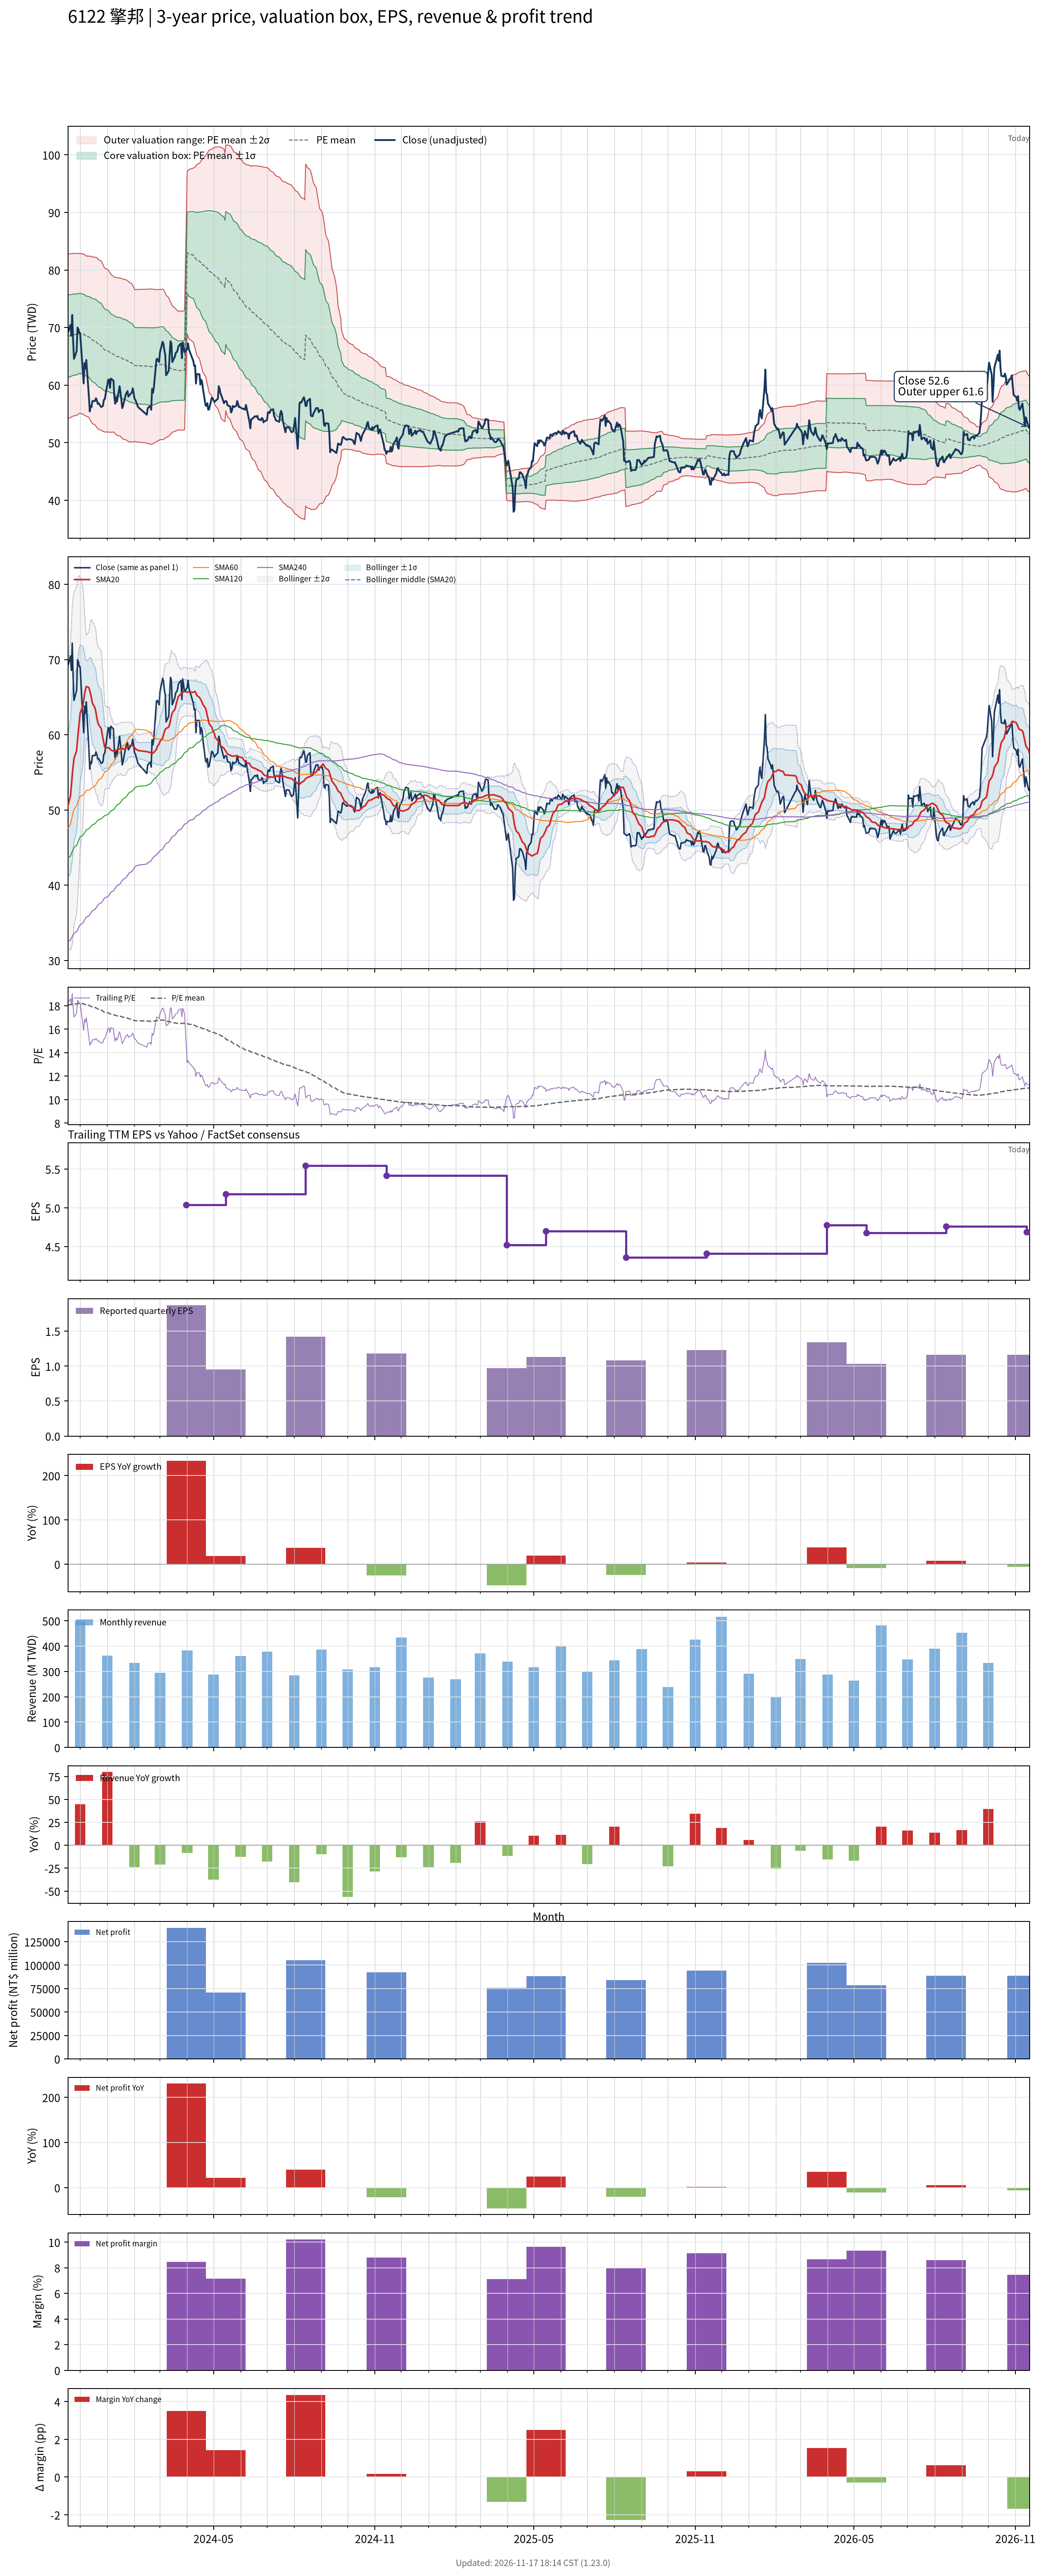 6122 擎邦 | 3-year price, valuation box, EPS, revenue & profit trend
Outer valuation range: PE mean ±2σ
Core valuation box: PE mean ±1σ
PE mean
Close (unadjusted)
Today
100
90
80
70
60
50
40
Price (TWD)
Close 52.6
Outer upper 61.6
Close (same as panel 1)
SMA20
SMA60
SMA120
SMA240
Bollinger ±2σ
Bollinger ±1σ
Bollinger middle (SMA20)
80
70
60
50
40
30
Price
Trailing P/E
P/E mean
18
16
14
12
10
8
P/E
Trailing TTM EPS vs Yahoo / FactSet consensus
Today
5.5
5.0
4.5
EPS
Reported quarterly EPS
1.5
1.0
0.5
0.0
EPS
EPS YoY growth
200
100
0
YoY (%)
Monthly revenue
500
400
300
200
100
0
Revenue (M TWD)
Revenue YoY growth
75
50
25
0
-25
-50
YoY (%)
Month
Net profit
125000
100000
75000
50000
25000
0
Net profit (NT$ million)
Net profit YoY
200
100
0
YoY (%)
Net profit margin
10
8
6
4
2
0
Margin (%)
Margin YoY change
4
2
0
-2
Δ margin (pp)
2024-05
2024-11
2025-05
2025-11
2026-05
2026-11
Updated: 2026-11-17 18:14 CST (1.23.0)